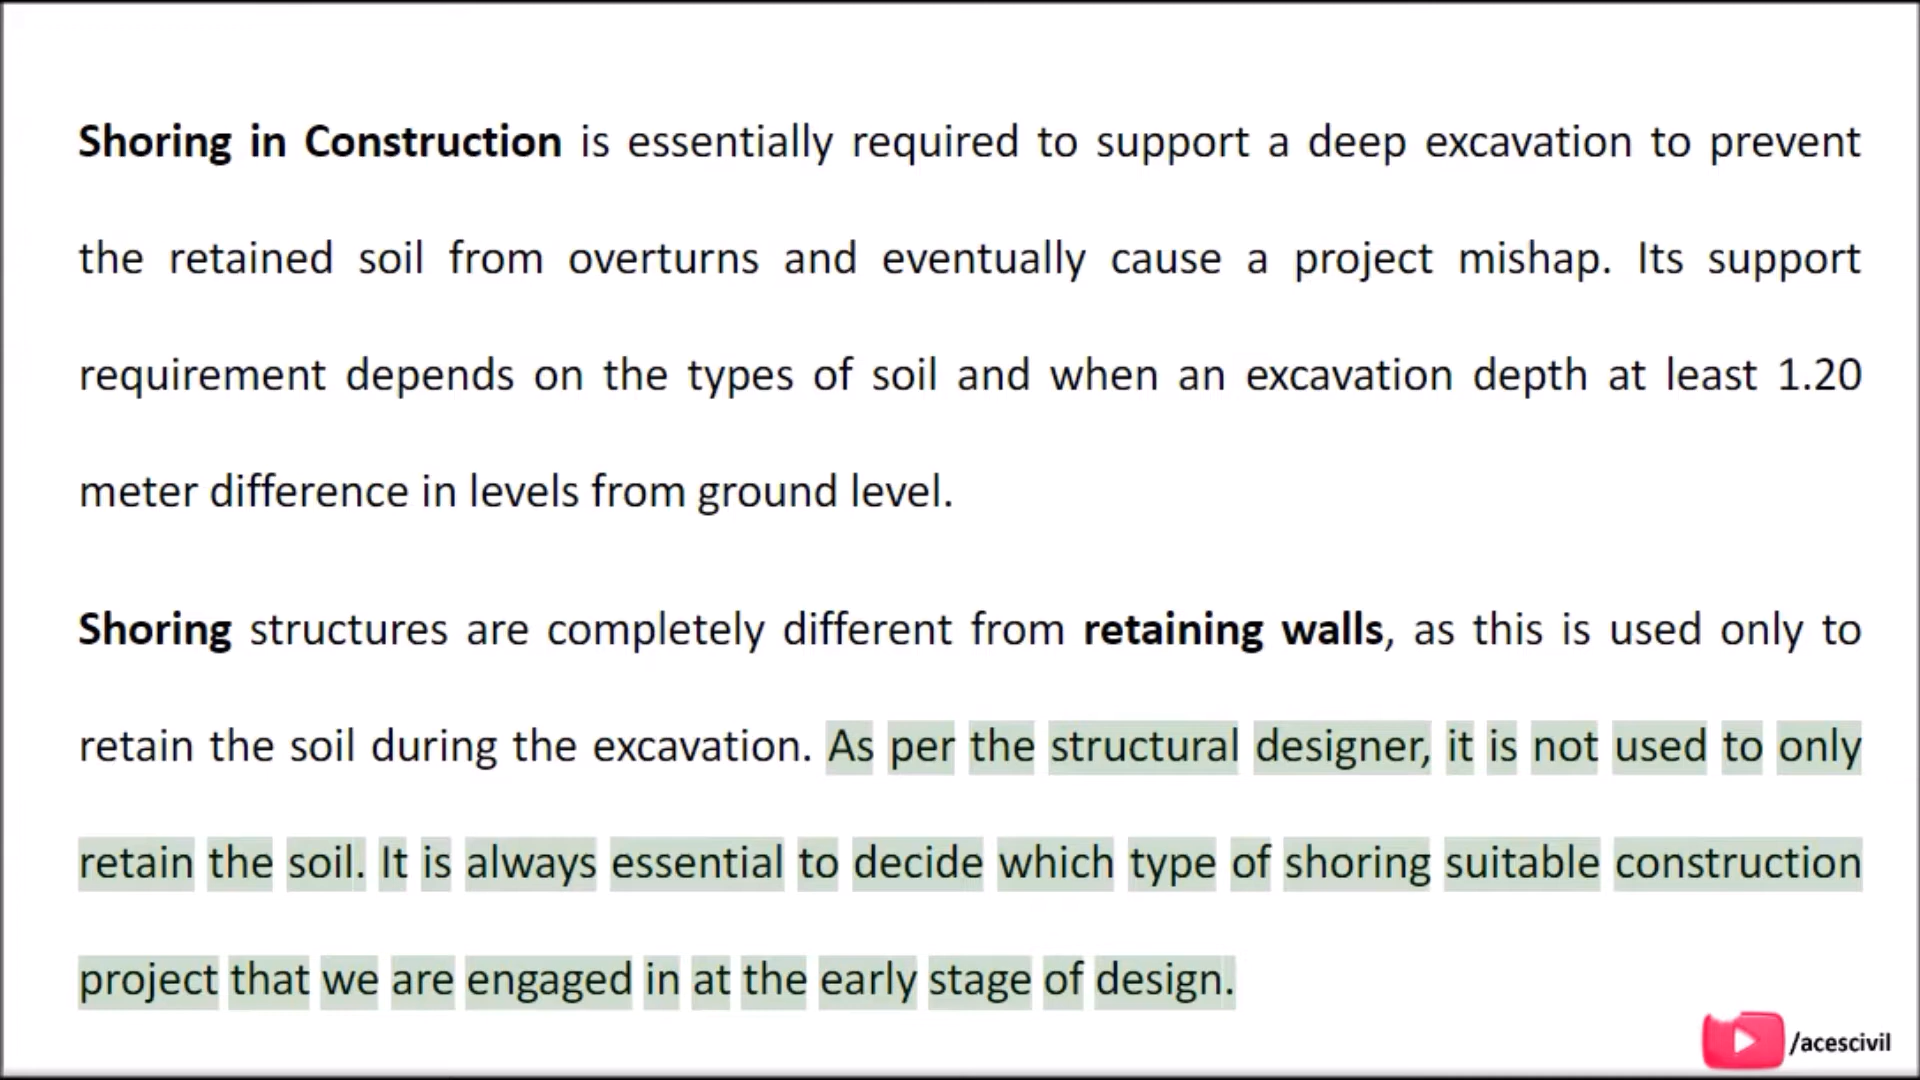 Shoring in Construction is essentially required to support a deep excavation to prevent
the retained soil from overturns and eventually cause a project mishap. Its support
requirement depends on the types of soil and when an excavation depth at least 1.20
meter difference in levels from ground level.
Shoring structures are completely different from retaining walls, as this is used only to
retain the soil during the excavation. As per the structural designer, it is not used to only
retain the soil. It is always essential to decide which type of shoring suitable construction
project that we are engaged in at the early stage of design.
/acescivil